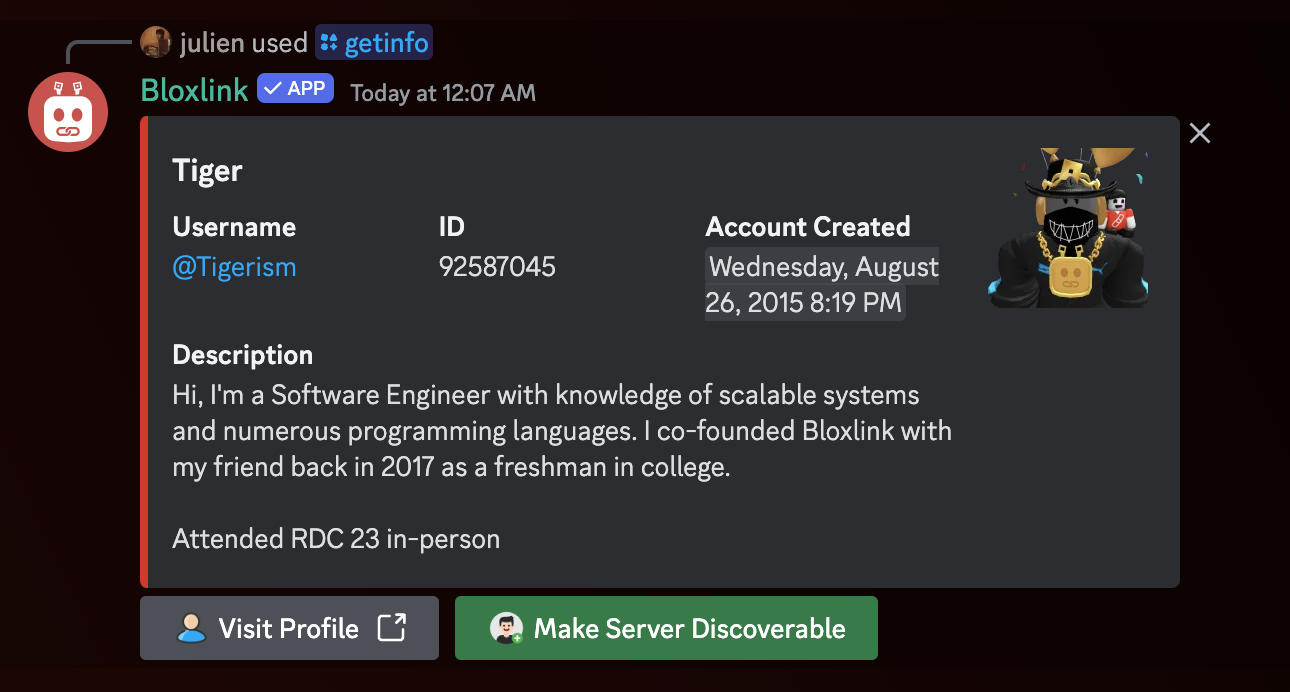 julien used getinfo
Bloxlink APP Today at 12:07 AM
Tiger
Username
@Tigerism
ID
92587045
Account Created
Wednesday, August
26, 2015 8:19 PM
Description
Hi, I'm a Software Engineer with knowledge of scalable systems
and numerous programming languages. I co-founded Bloxlink with
my friend back in 2017 as a freshman in college.
Attended RDC 23 in-person
Visit Profile
Make Server Discoverable